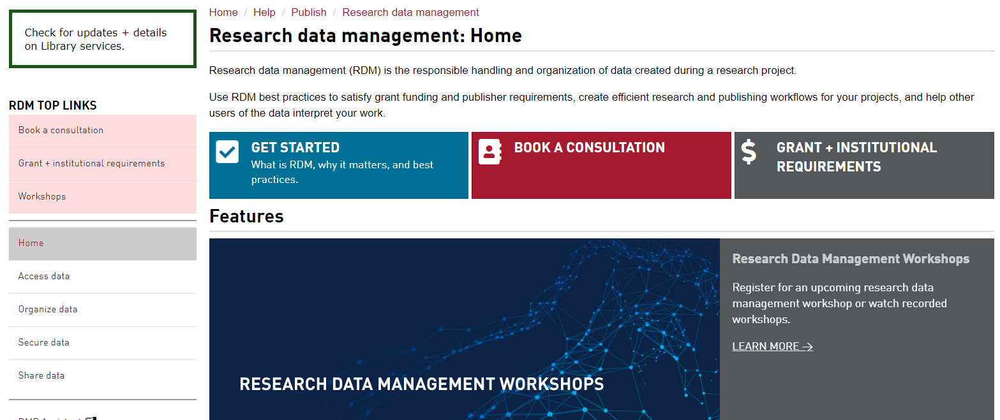 Check for updates + details
on Library services.
RDM TOP LINKS
Book a consultation
Grant + institutional requirements
Workshops
Home
Access data
Organize data
Secure data
Share data
Home / Help / Publish / Research data management
Research data management: Home
Research data management (RDM) is the responsible handling and organization of data created during a research project.
Use RDM best practices to satisfy grant funding and publisher requirements, create efficient research and publishing workflows for your projects, and help other
users of the data interpret your work.
GET STARTED
What is RDM, why it matters, and best
practices.
BOOK A CONSULTATION
$ GRANT + INSTITUTIONAL
REQUIREMENTS
Features
RESEARCH DATA MANAGEMENT WORKSHOPS
Research Data Management Workshops
Register for an upcoming research data
management workshop or watch recorded
workshops.
LEARN MORE →